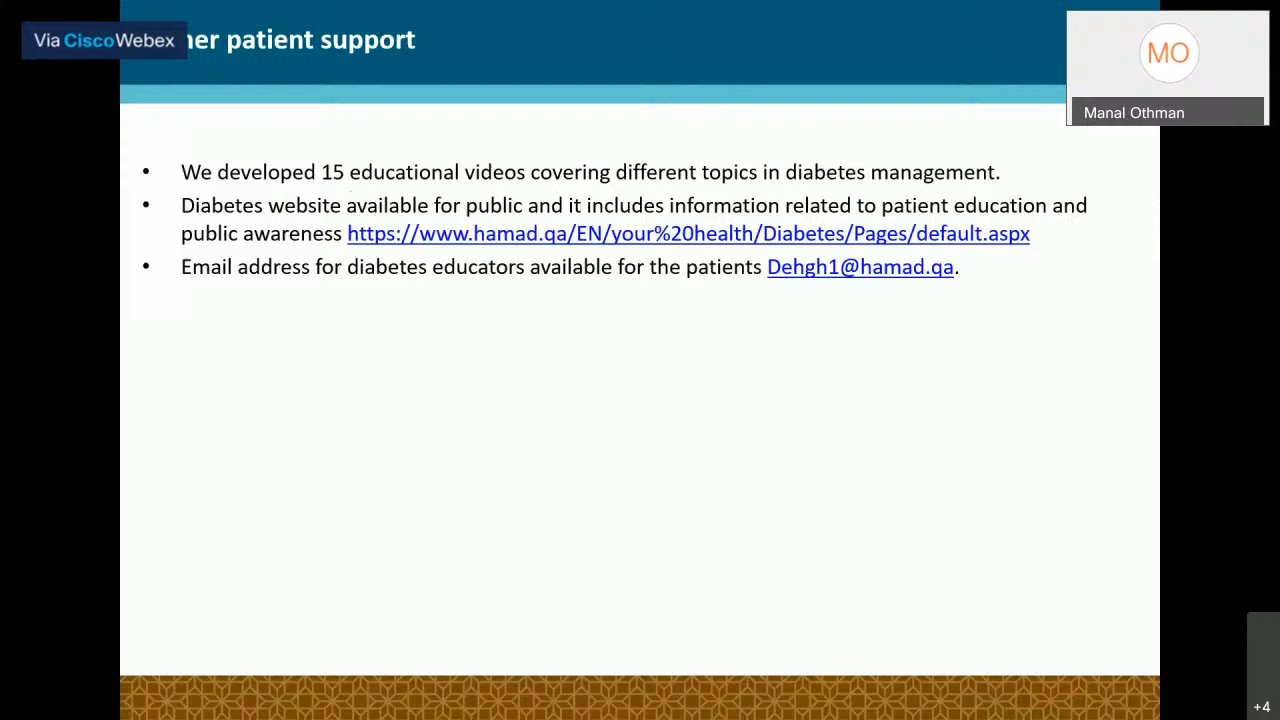 Via CiscoWebex
patient support
MO
Manal Othman
• We developed 15 educational videos covering different topics in diabetes management.
• Diabetes website available for public and it includes information related to patient education and
public awareness https://www.hamad.qa/EN/your%20health/Diabetes/Pages/default.aspx
• Email address for diabetes educators available for the patients Dehgh1@hamad.qa.
+4